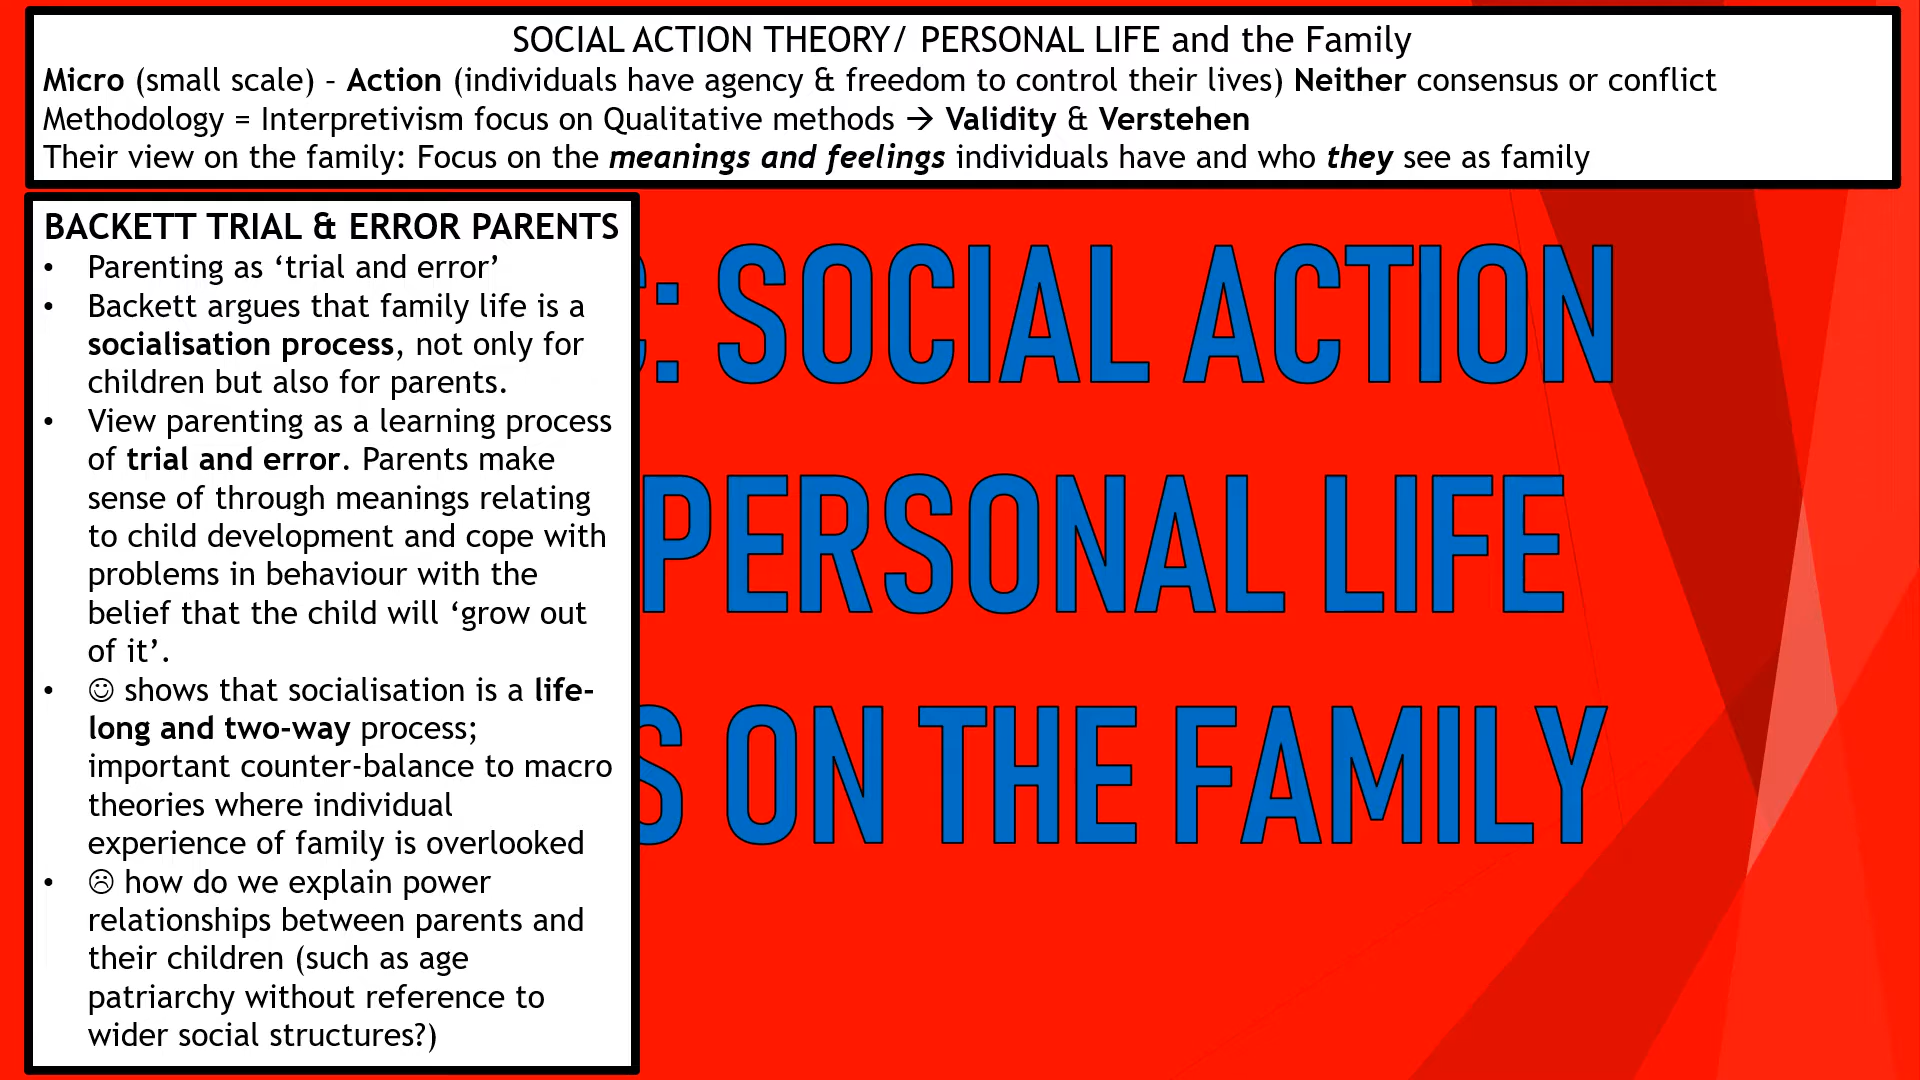 SOCIAL ACTION THEORY/ PERSONAL LIFE and the Family
Micro (small scale) – Action (individuals have agency & freedom to control their lives) Neither consensus or conflict
Methodology = Interpretivism focus on Qualitative methods → Validity & Verstehen
Their view on the family: Focus on the meanings and feelings individuals have and who they see as family
BACKETT TRIAL & ERROR PARENTS
• Parenting as ‘trial and error’
• Backett argues that family life is a
socialisation process, not only for
children but also for parents.
• View parenting as a learning process
of trial and error. Parents make
sense of through meanings relating
to child development and cope with
problems in behaviour with the
belief that the child will ‘grow out
of it’.
• ☺ shows that socialisation is a life-
long and two-way process;
important counter-balance to macro
theories where individual
experience of family is overlooked
• ☹ how do we explain power
relationships between parents and
their children (such as age
patriarchy without reference to
wider social structures?)
: SOCIAL ACTION
PERSONAL LIFE
S ON THE FAMILY